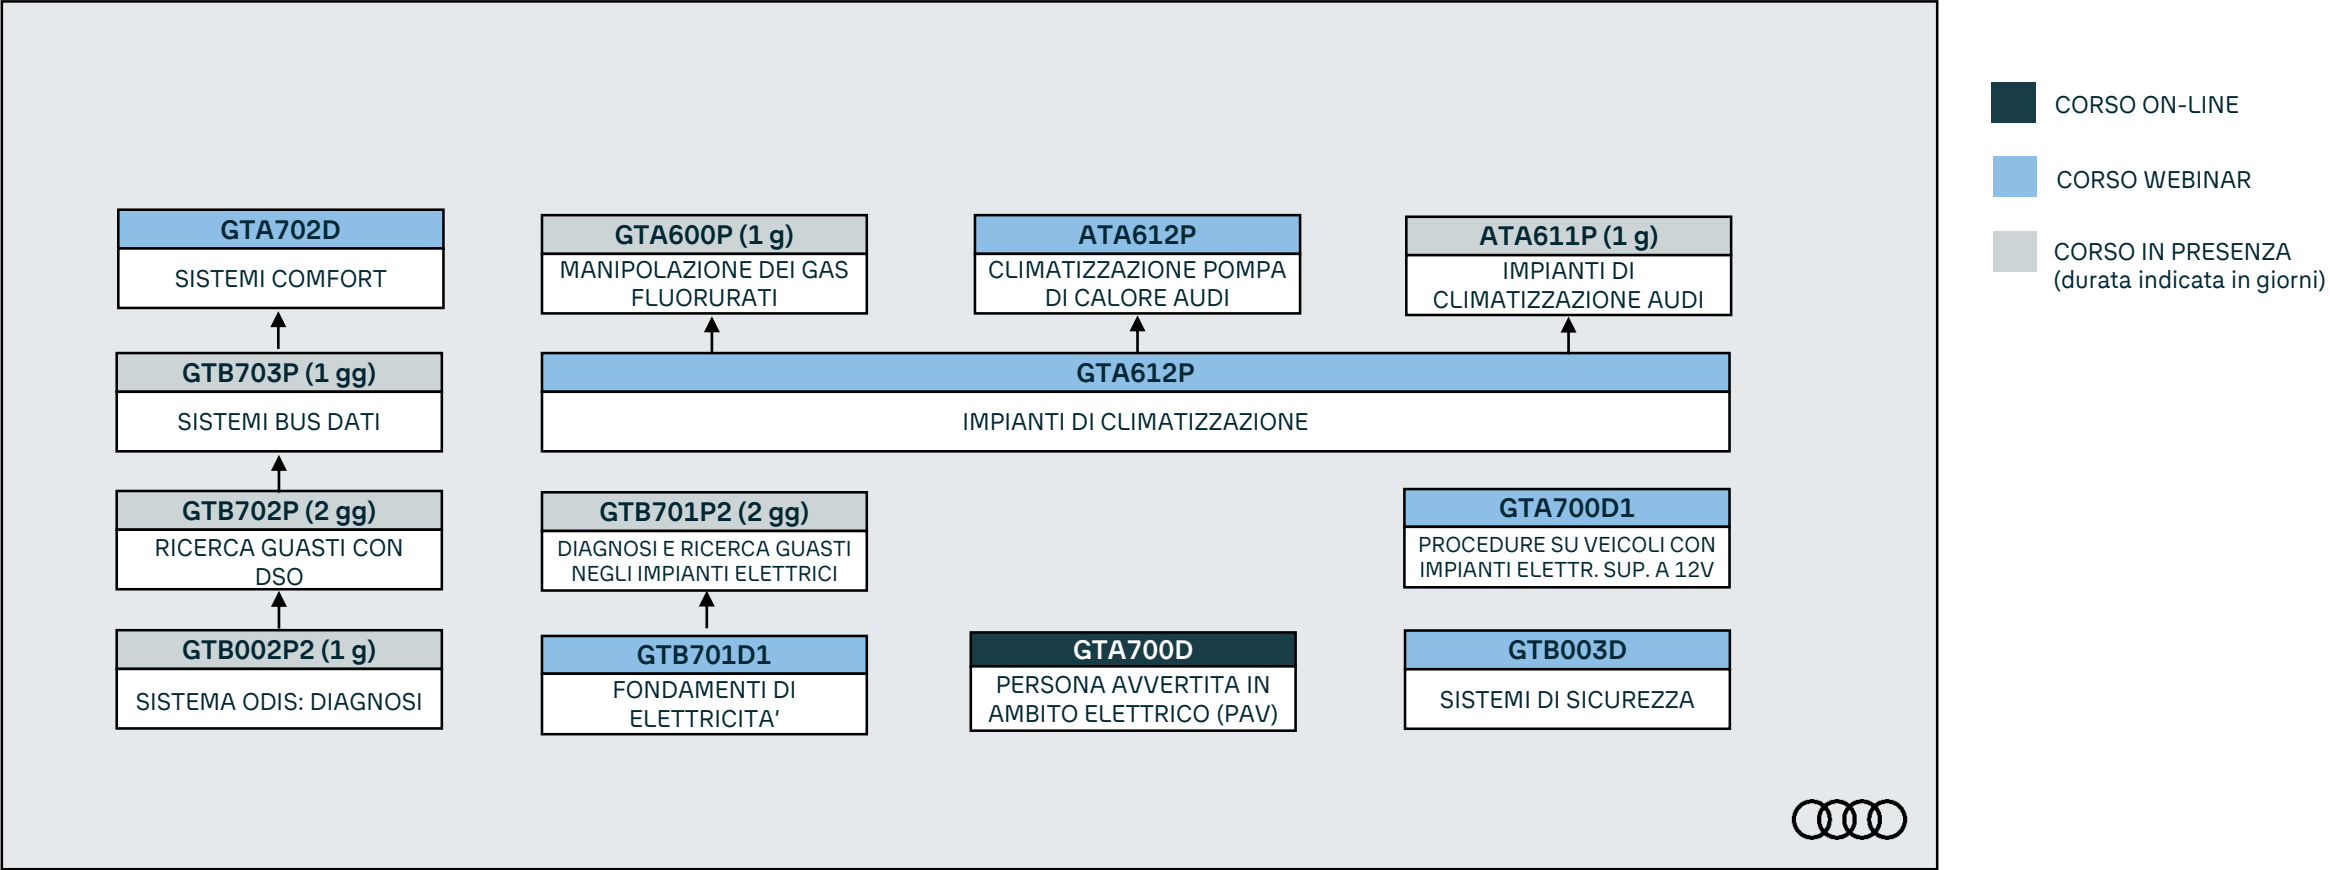 GTA702D
SISTEMI COMFORT
GTA600P (1 g)
MANIPOLAZIONE DEI GAS
FLUORURATI
ATA612P
CLIMATIZZAZIONE POMPA
DI CALORE AUDI
ATA611P (1 g)
IMPIANTI DI
CLIMATIZZAZIONE AUDI
GTB703P (1 gg)
SISTEMI BUS DATI
GTA612P
IMPIANTI DI CLIMATIZZAZIONE
GTB702P (2 gg)
RICERCA GUASTI CON
DSO
GTB701P2 (2 gg)
DIAGNOSI E RICERCA GUASTI
NEGLI IMPIANTI ELETTRICI
GTA700D1
PROCEDURE SU VEICOLI CON
IMPIANTI ELETTR. SUP. A 12V
GTB002P2 (1 g)
SISTEMA ODIS: DIAGNOSI
GTB701D1
FONDAMENTI DI
ELETTRICITA’
GTA700D
PERSONA AVVERTITA IN
AMBITO ELETTRICO (PAV)
GTB003D
SISTEMI DI SICUREZZA
CORSO ON-LINE
CORSO WEBINAR
CORSO IN PRESENZA
(durata indicata in giorni)